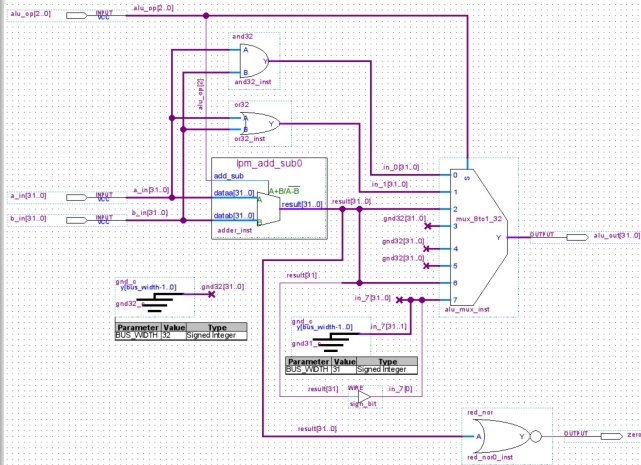 alu_op[2..0] INPUT VCC alu_op[2..0]
and32
A
Y
B
and32_inst
alu_op[2]
or32
A
Y
B
or32_inst
lpm_add_sub0
add_sub
A+B/A-B
a_in[31..0] INPUT VCC a_in[31..0]
dataa[31..0]
A
result[31..0]
result[31..0]
b_in[31..0] INPUT VCC b_in[31..0]
datab[31..0]
B
adder_inst
in_0[31..0]
in_1[31..0]
gnd32[31..0]
gnd32[31..0]
gnd32[31..0]
result[31]
in_7[31..0]
S
0
1
2
3
4
5
6
7
mux_8to1_32
Y
alu_mux_inst
OUTPUT alu_out[31..0]
gnd_c
y[bus_width-1..0]
gnd32[31..0]
gnd32_c
Parameter Value Type
BUS_WIDTH 32 Signed Integer
gnd_c
y[bus_width-1..0]
in_7[31..1]
gnd31_c
Parameter Value Type
BUS_WIDTH 31 Signed Integer
result[31] WIRE in_7[0]
sign_bit
result[31..0]
red_nor
A
Y
red_nor0_inst
OUTPUT zero